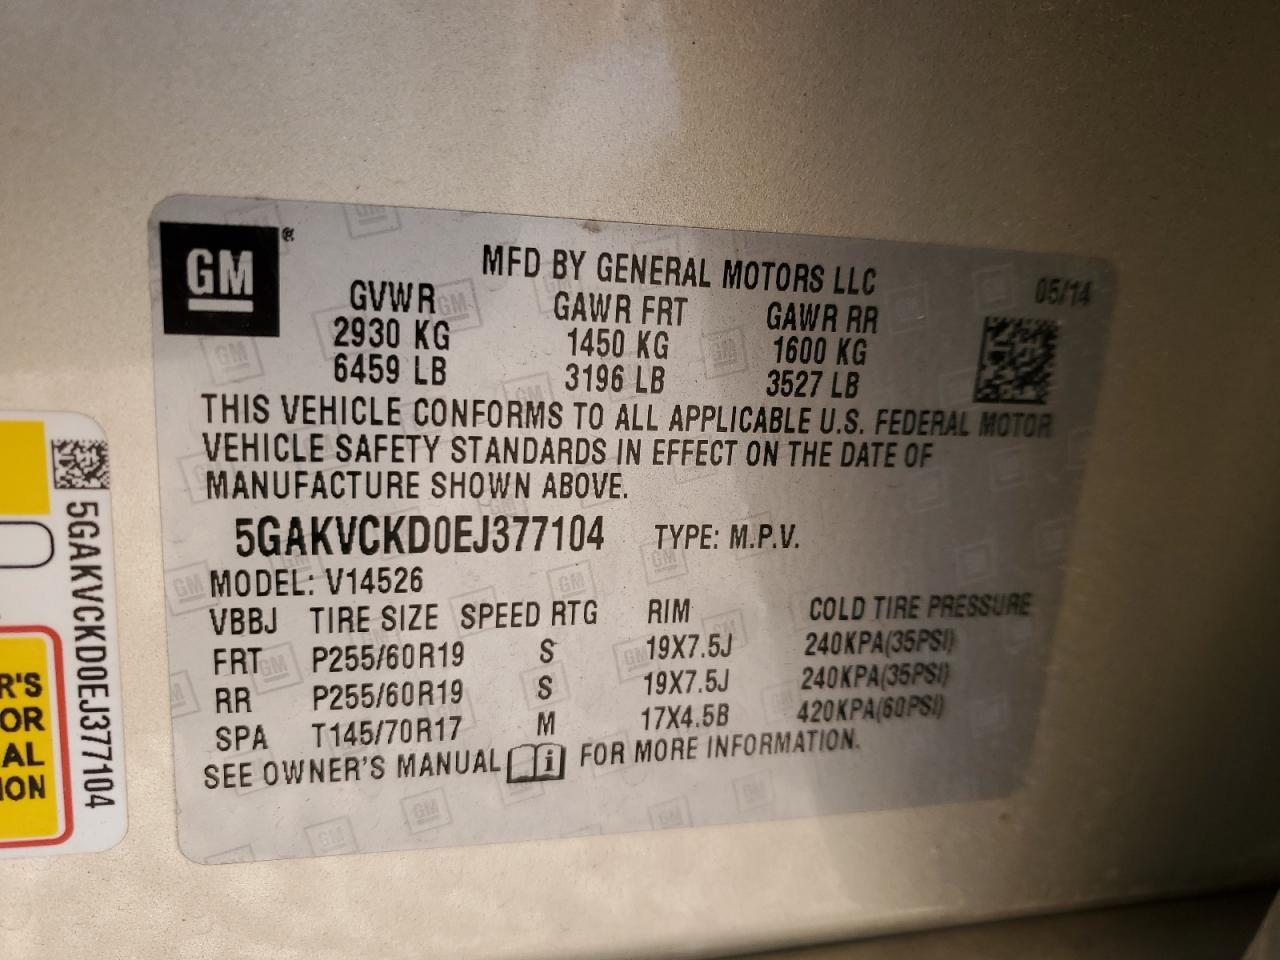 GM®
MFD BY GENERAL MOTORS LLC
05/14
GVWR GAWR FRT GAWR RR
2930 KG 1450 KG 1600 KG
6459 LB 3196 LB 3527 LB
THIS VEHICLE CONFORMS TO ALL APPLICABLE U.S. FEDERAL MOTOR
VEHICLE SAFETY STANDARDS IN EFFECT ON THE DATE OF
MANUFACTURE SHOWN ABOVE.
5GAKVCKD0EJ377104 TYPE: M.P.V.
MODEL: V14526
VBBJ TIRE SIZE SPEED RTG RIM COLD TIRE PRESSURE
FRT P255/60R19 S 19X7.5J 240KPA(35PSI)
RR P255/60R19 S 19X7.5J 240KPA(35PSI)
SPA T145/70R17 M 17X4.5B 420KPA(60PSI)
SEE OWNER'S MANUAL FOR MORE INFORMATION.
5GAKVCKD0EJ377104
R'S
OR
AL
ION